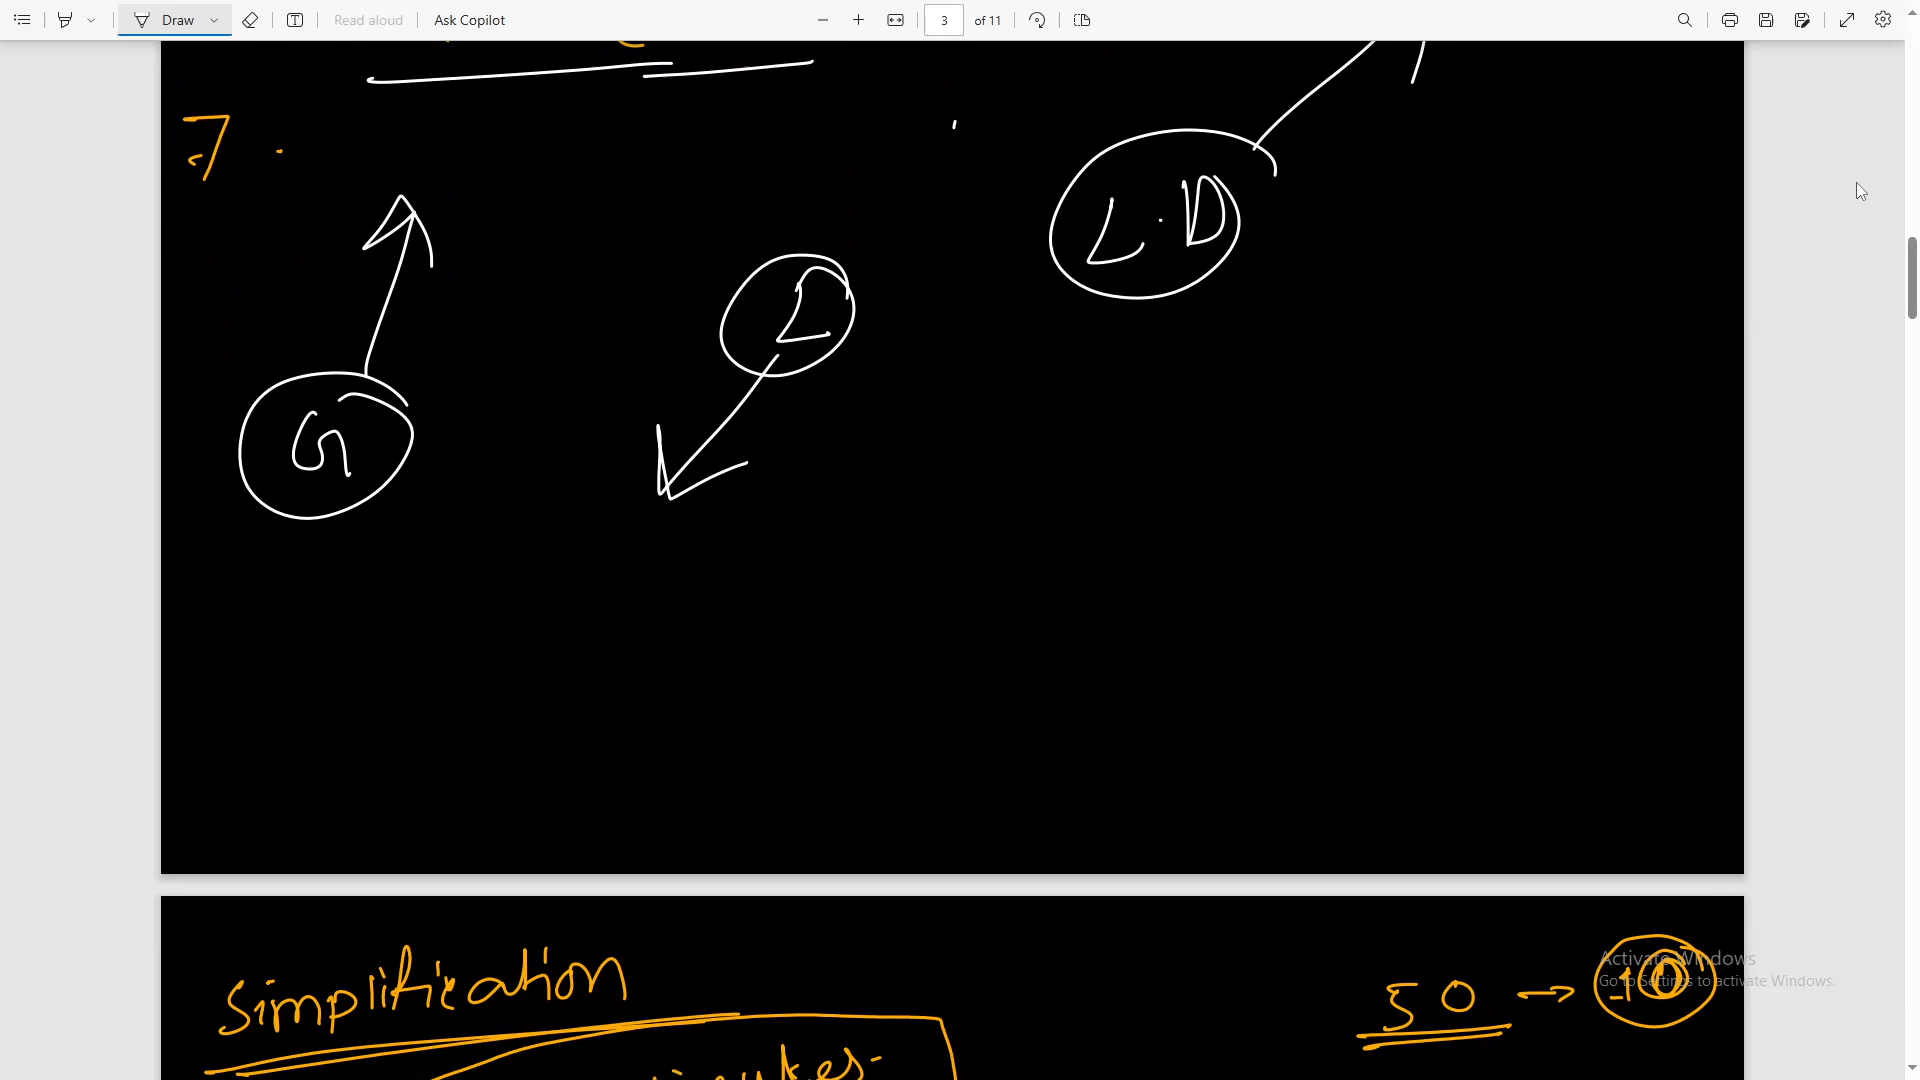 Draw
Read aloud
Ask Copilot
3 of 11
7.
L.D
L
G
Simplification
50 → 10
Activate Windows
Go to Settings to activate Windows.